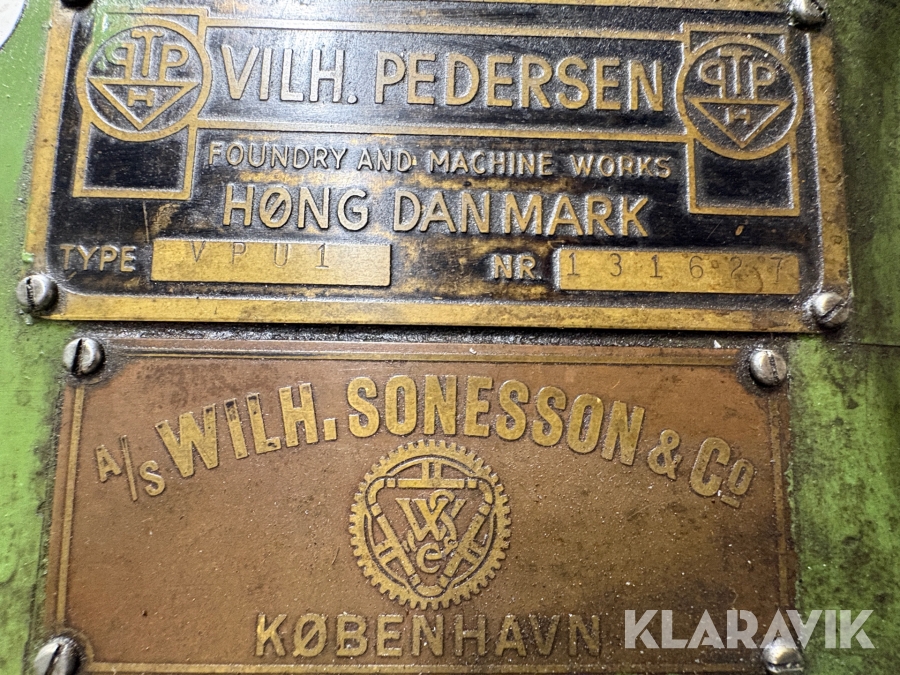 VILH. PEDERSEN
FOUNDRY AND MACHINE WORKS
HØNG DANMARK
TYPE VPU1 NR. 131627
A/S WILH. SONESSON & Co
KØBENHAVN
KLARAVIK